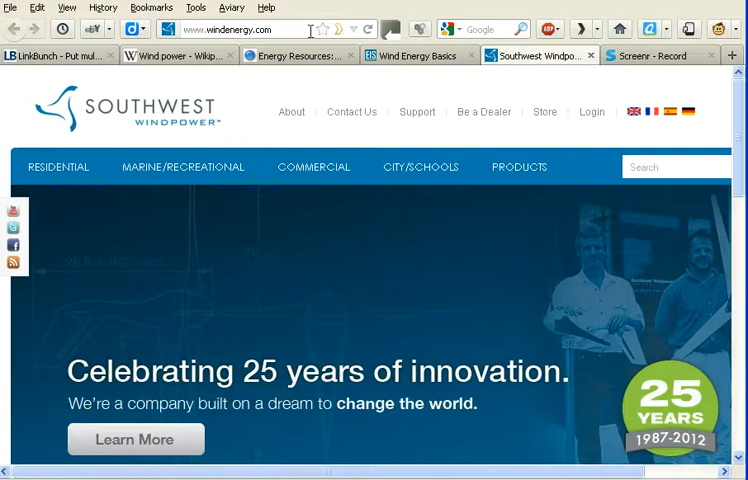 File Edit View History Bookmarks Tools Aviary Help
www.windenergy.com
Google
LinkBunch - Put mul...
Wind power - Wikip...
Energy Resources:...
Wind Energy Basics
Southwest Windpo...
Screenr - Record
SOUTHWEST
WINDPOWER™
About Contact Us Support Be a Dealer Store Login
RESIDENTIAL MARINE/RECREATIONAL COMMERCIAL CITY/SCHOOLS PRODUCTS
Search
Celebrating 25 years of innovation.
We're a company built on a dream to change the world.
Learn More
25
YEARS
1987-2012